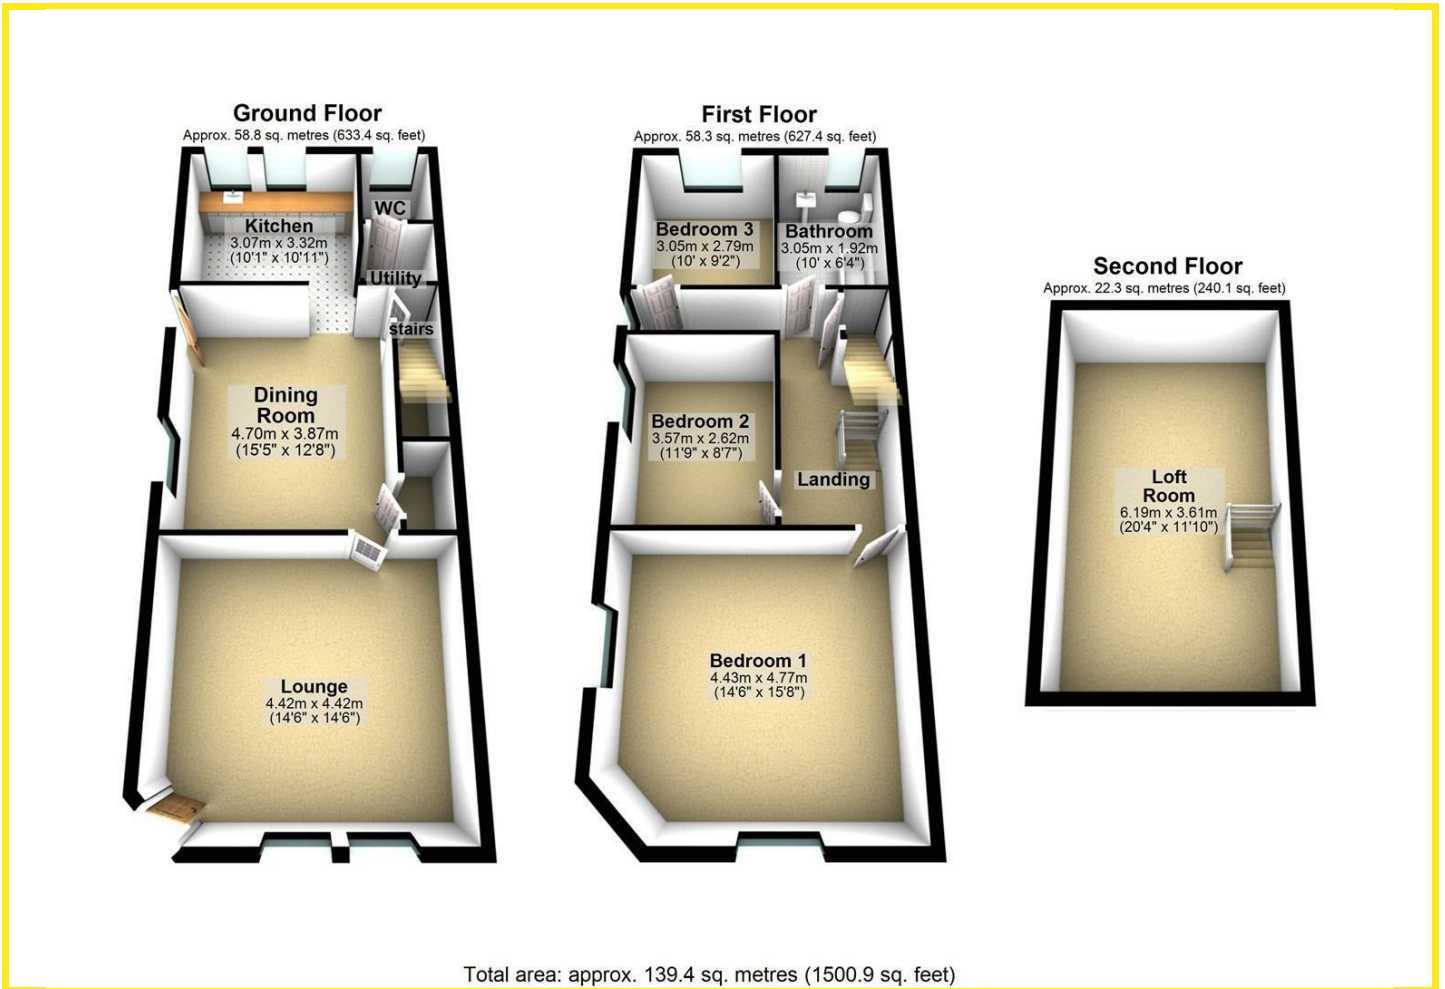 Ground Floor
Approx. 58.8 sq. metres (633.4 sq. feet)
WC
Kitchen
3.07m x 3.32m
(10'1" x 10'11")
Utility
stairs
Dining
Room
4.70m x 3.87m
(15'5" x 12'8")
Lounge
4.42m x 4.42m
(14'6" x 14'6")
First Floor
Approx. 58.3 sq. metres (627.4 sq. feet)
Bedroom 3
3.05m x 2.79m
(10' x 9'2")
Bathroom
3.05m x 1.92m
(10' x 6'4")
Bedroom 2
3.57m x 2.62m
(11'9" x 8'7")
Landing
Bedroom 1
4.43m x 4.77m
(14'6" x 15'8")
Second Floor
Approx. 22.3 sq. metres (240.1 sq. feet)
Loft
Room
6.19m x 3.61m
(20'4" x 11'10")
Total area: approx. 139.4 sq. metres (1500.9 sq. feet)